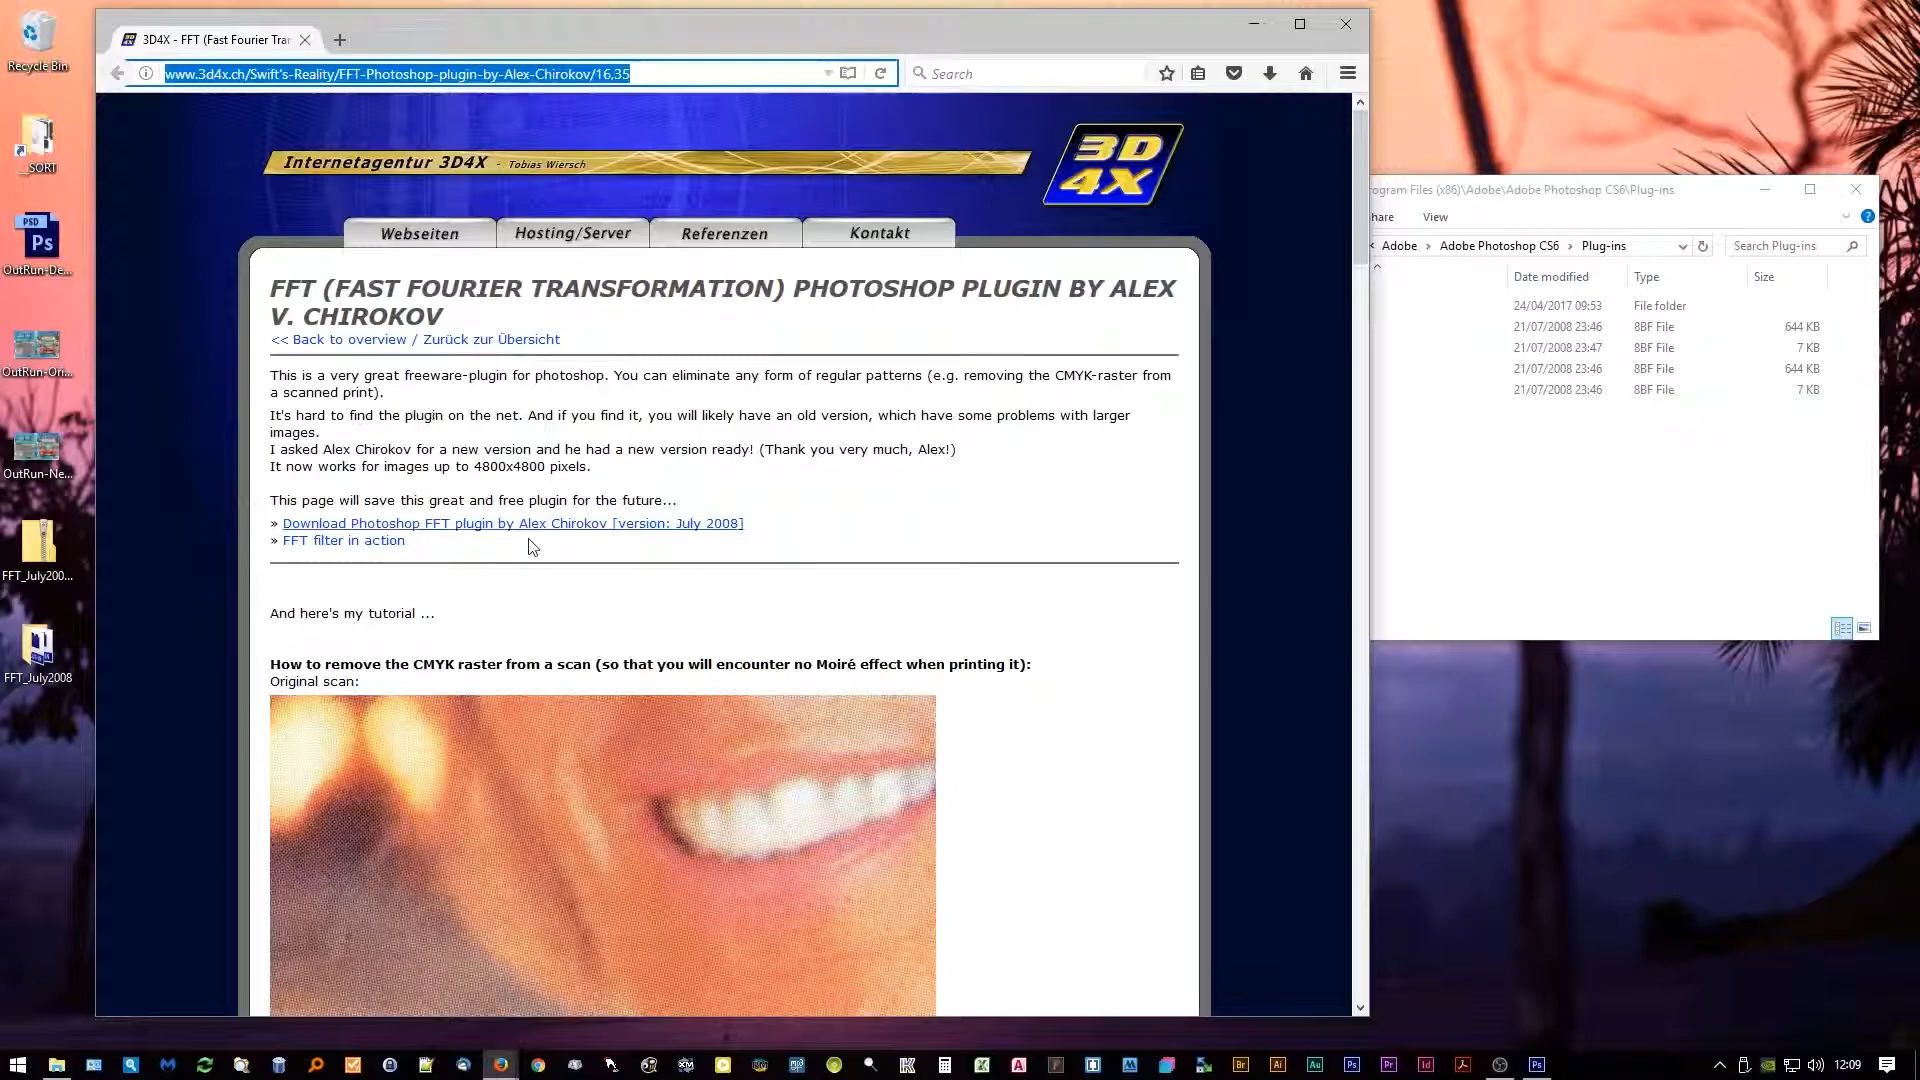 Recycle Bin
__SORT
PSD
Ps
OutRun-De...
OutRun-Ori...
OutRun-Ne...
FFT_July200...
FFT_July2008
3D4X - FFT (Fast Fourier Tra
www.3d4x.ch/Swift's-Reality/FFT-Photoshop-plugin-by-Alex-Chirokov/16,35
Search
Internetagentur 3D4X - Tobias Wiersch
3D
4X
Webseiten
Hosting/Server
Referenzen
Kontakt
FFT (FAST FOURIER TRANSFORMATION) PHOTOSHOP PLUGIN BY ALEX
V. CHIROKOV
<< Back to overview / Zurück zur Übersicht
This is a very great freeware-plugin for photoshop. You can eliminate any form of regular patterns (e.g. removing the CMYK-raster from
a scanned print).
It's hard to find the plugin on the net. And if you find it, you will likely have an old version, which have some problems with larger
images.
I asked Alex Chirokov for a new version and he had a new version ready! (Thank you very much, Alex!)
It now works for images up to 4800x4800 pixels.
This page will save this great and free plugin for the future...
» Download Photoshop FFT plugin by Alex Chirokov [version: July 2008]
» FFT filter in action
And here's my tutorial ...
How to remove the CMYK raster from a scan (so that you will encounter no Moiré effect when printing it):
Original scan:
rogram Files (x86)\Adobe\Adobe Photoshop CS6\Plug-ins
hare View
Adobe › Adobe Photoshop CS6 › Plug-ins
Search Plug-ins
Date modified Type Size
24/04/2017 09:53 File folder
21/07/2008 23:46 8BF File 644 KB
21/07/2008 23:47 8BF File 7 KB
21/07/2008 23:46 8BF File 644 KB
21/07/2008 23:46 8BF File 7 KB
Br Ai Au Ps Pr Id Ps
12:09